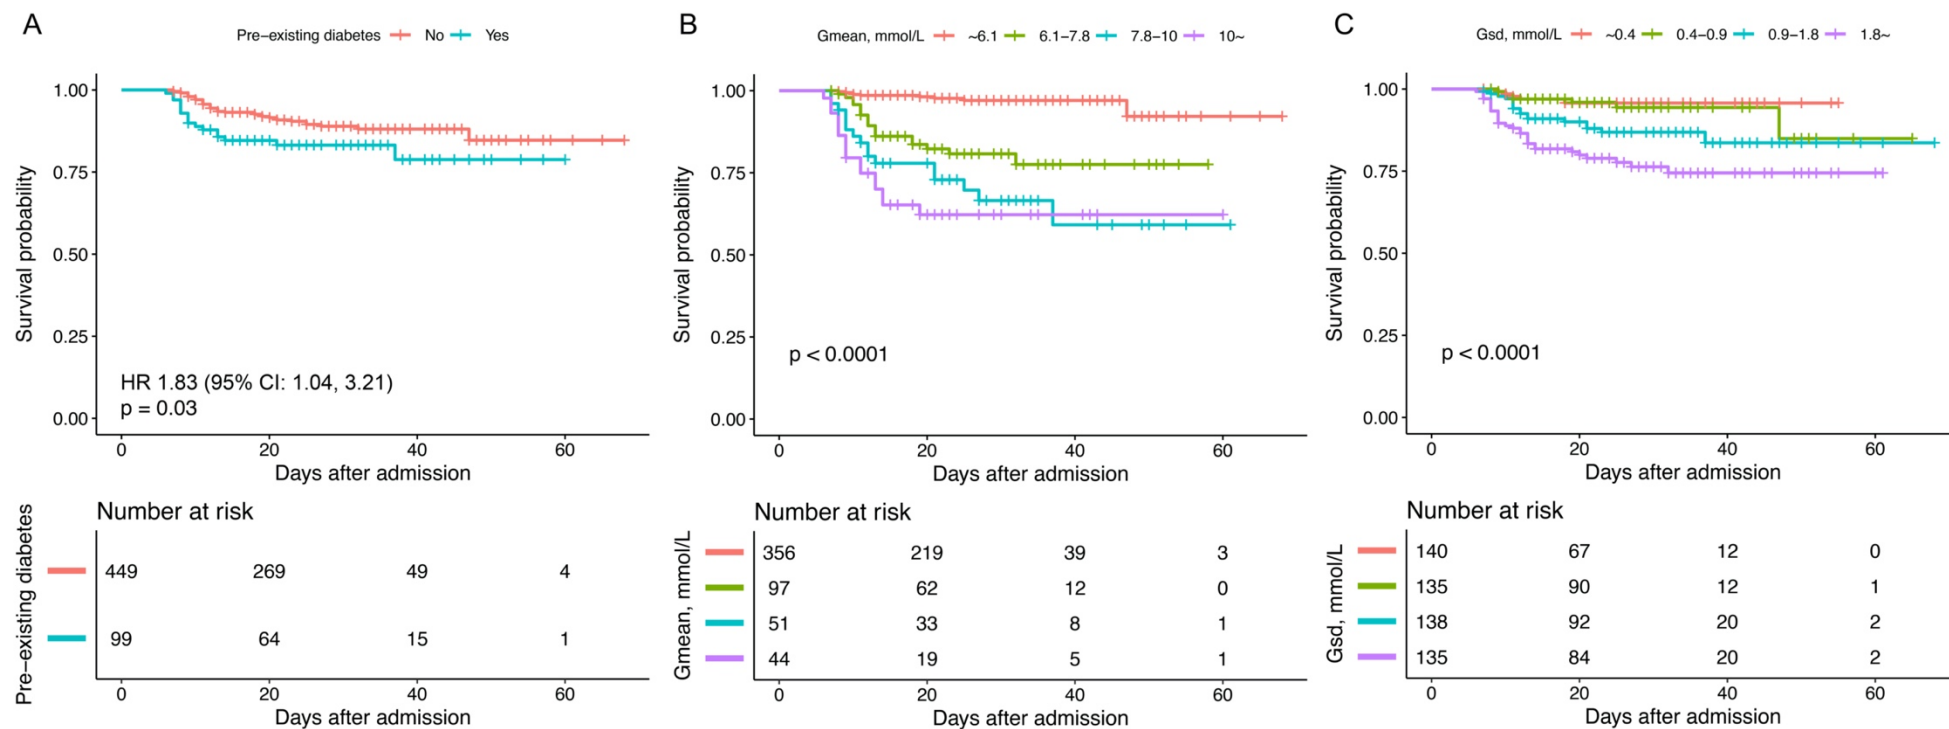 A
Pre−existing diabetes No Yes
Survival probability
1.00
0.75
0.50
0.25
0.00
HR 1.83 (95% CI: 1.04, 3.21)
p = 0.03
0 20 40 60
Days after admission
Number at risk
Pre−existing diabetes
449 269 49 4
99 64 15 1
0 20 40 60
Days after admission
B
Gmean, mmol/L ~6.1 6.1−7.8 7.8−10 10~
Survival probability
1.00
0.75
0.50
0.25
0.00
p < 0.0001
0 20 40 60
Days after admission
Number at risk
Gmean, mmol/L
356 219 39 3
97 62 12 0
51 33 8 1
44 19 5 1
0 20 40 60
Days after admission
C
Gsd, mmol/L ~0.4 0.4−0.9 0.9−1.8 1.8~
Survival probability
1.00
0.75
0.50
0.25
0.00
p < 0.0001
0 20 40 60
Days after admission
Number at risk
Gsd, mmol/L
140 67 12 0
135 90 12 1
138 92 20 2
135 84 20 2
0 20 40 60
Days after admission